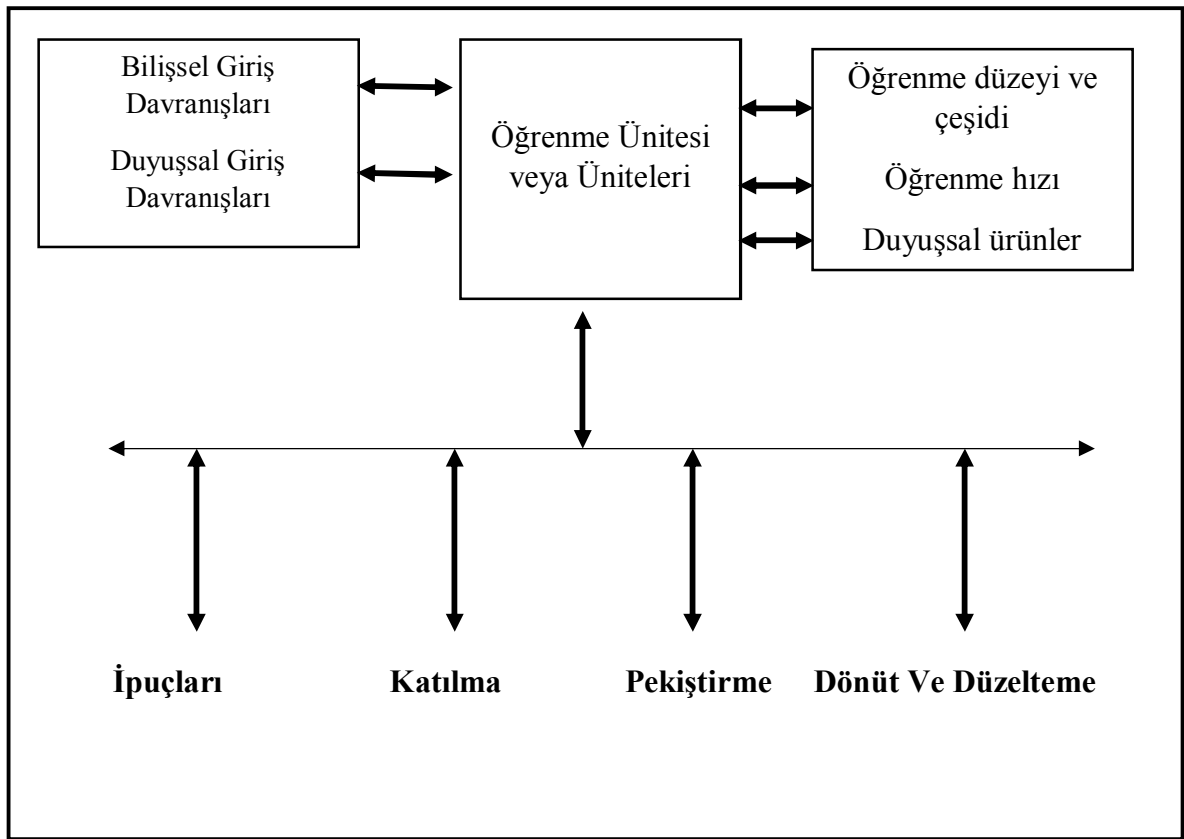 Bilişsel Giriş
Davranışları
Duyuşsal Giriş
Davranışları
Öğrenme Ünitesi
veya Üniteleri
Öğrenme düzeyi ve
çeşidi
Öğrenme hızı
Duyuşsal ürünler
İpuçları
Katılma
Pekiştirme
Dönüt Ve Düzelteme